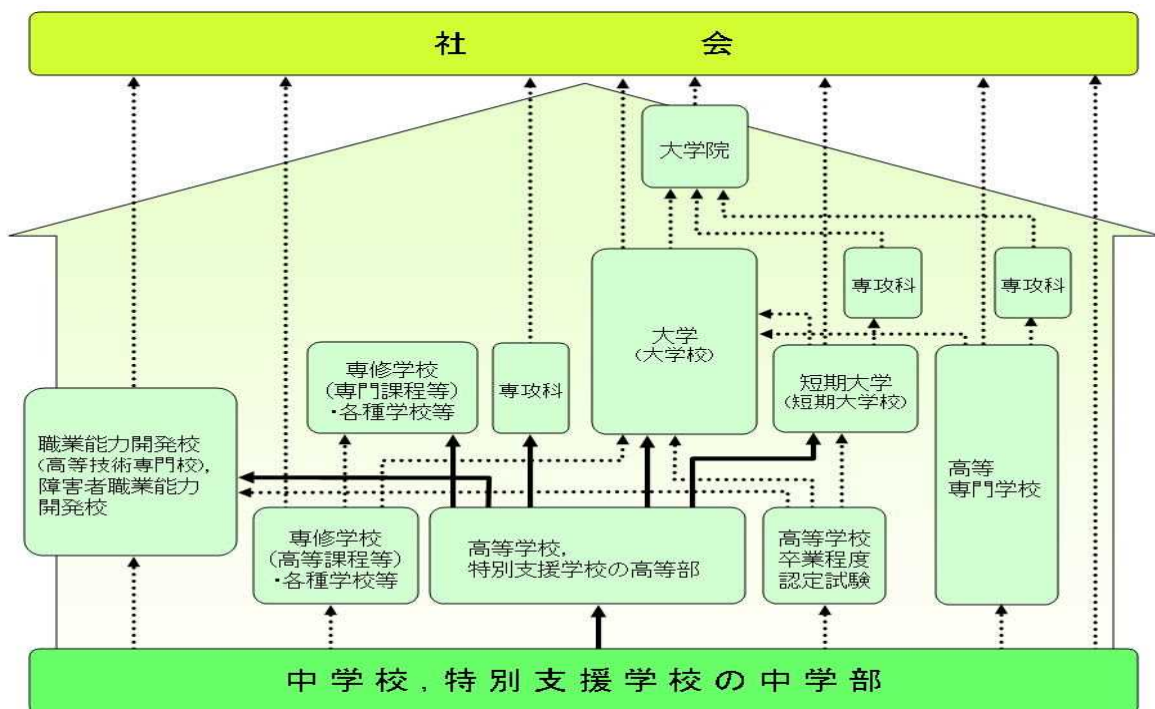 社会
大学院
専攻科
専攻科
大学
(大学校)
専修学校
(専門課程等)
・各種学校等
専攻科
短期大学
(短期大学校)
職業能力開発校
(高等技術専門校),
障害者職業能力
開発校
高等
専門学校
専修学校
(高等課程等)
・各種学校等
高等学校,
特別支援学校の高等部
高等学校
卒業程度
認定試験
中学校,特別支援学校の中学部